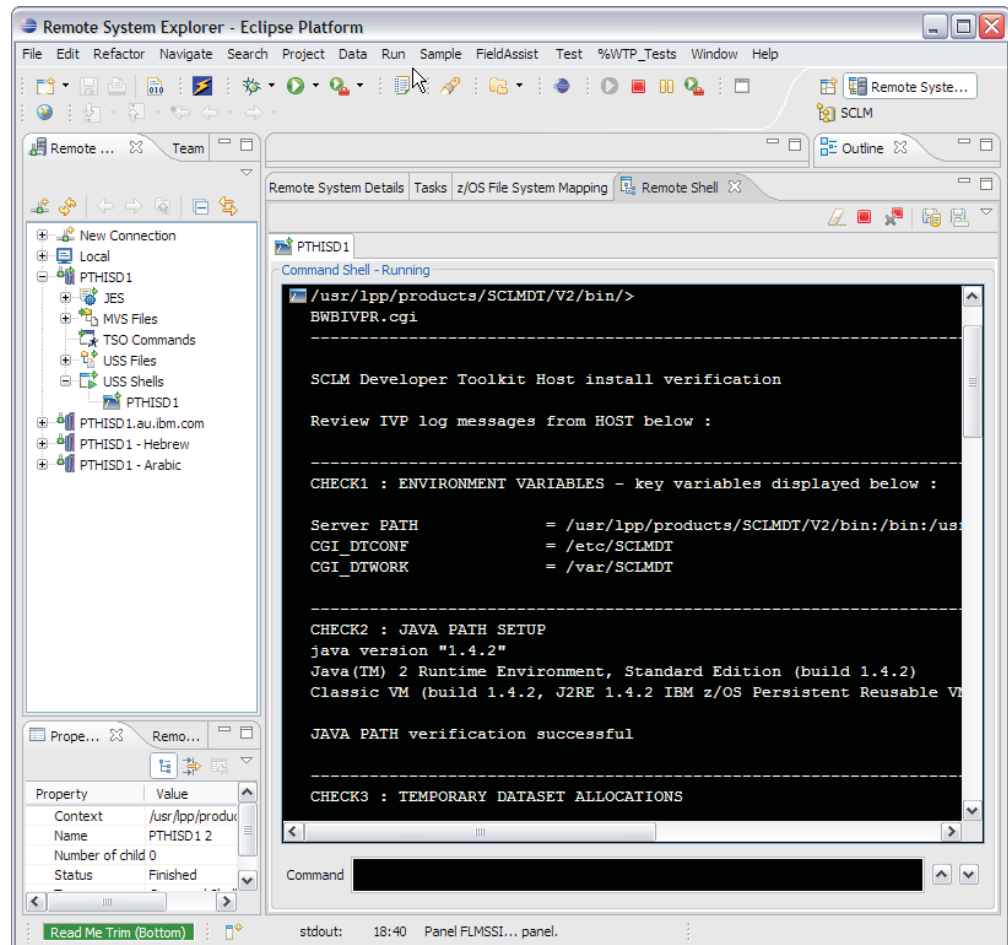 Remote System Explorer - Eclipse Platform
File Edit Refactor Navigate Search Project Data Run Sample FieldAssist Test %WTP_Tests Window Help
Remote Syste...
SCLM
Remote ...
Team
Outline
Remote System Details
Tasks
z/OS File System Mapping
Remote Shell
New Connection
Local
PTHISD1
JES
MVS Files
TSO Commands
USS Files
USS Shells
PTHISD1
PTHISD1.au.ibm.com
PTHISD1 - Hebrew
PTHISD1 - Arabic
PTHISD1
Command Shell - Running
/usr/lpp/products/SCLMDT/V2/bin/>
BWBIVPR.cgi
-----------------------------------------------------------------
SCLM Developer Toolkit Host install verification
Review IVP log messages from HOST below :
-----------------------------------------------------------------
CHECK1 : ENVIRONMENT VARIABLES - key variables displayed below :
Server PATH = /usr/lpp/products/SCLMDT/V2/bin:/bin:/us
CGI_DTCONF = /etc/SCLMDT
CGI_DTWORK = /var/SCLMDT
-----------------------------------------------------------------
CHECK2 : JAVA PATH SETUP
java version "1.4.2"
Java(TM) 2 Runtime Environment, Standard Edition (build 1.4.2)
Classic VM (build 1.4.2, J2RE 1.4.2 IBM z/OS Persistent Reusable VM
JAVA PATH verification successful
-----------------------------------------------------------------
CHECK3 : TEMPORARY DATASET ALLOCATIONS
Command
Prope...
Remo...
Property Value
Context /usr/lpp/produc
Name PTHISD1 2
Number of child 0
Status Finished
Read Me Trim (Bottom)
stdout: 18:40 Panel FLMSSI... panel.